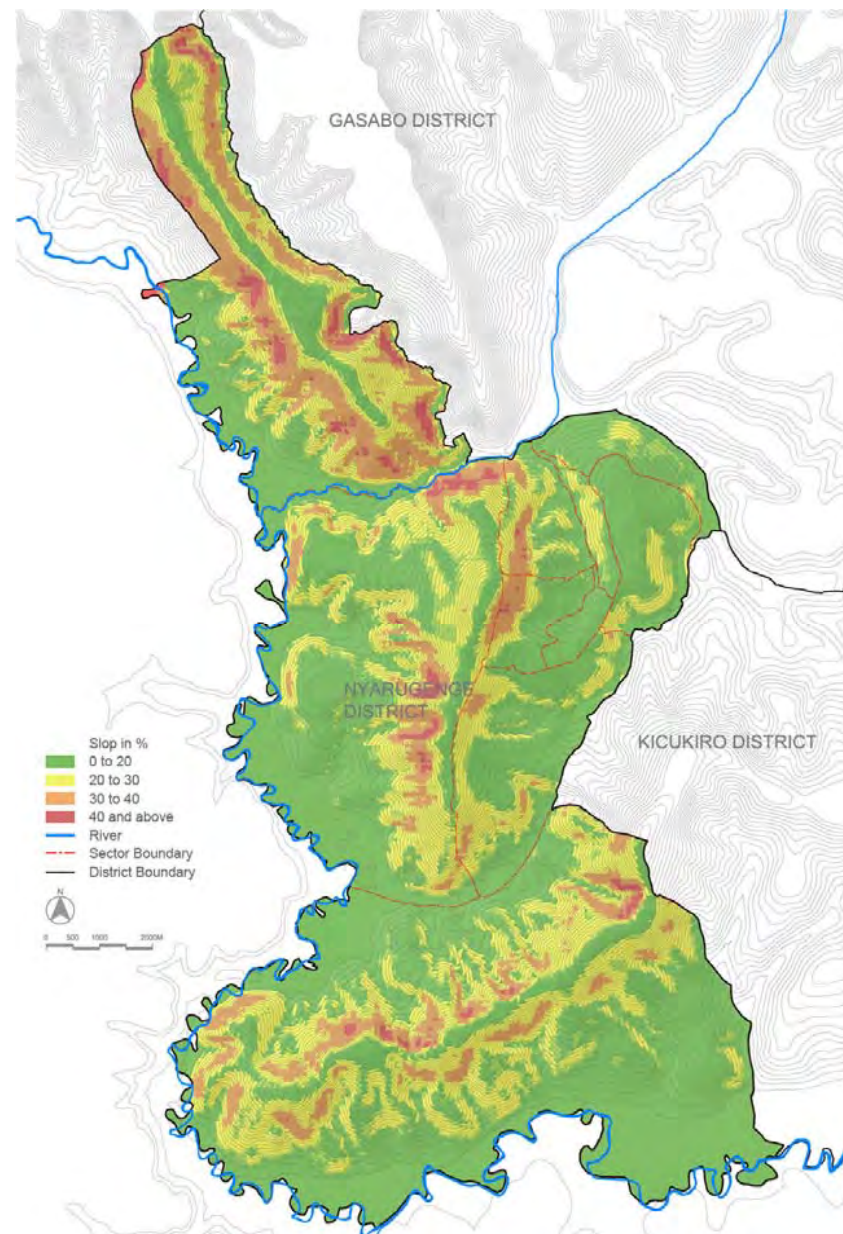 GASABO DISTRICT
NYARUGENGE
DISTRICT
KICUKIRO DISTRICT
Slop in %
0 to 20
20 to 30
30 to 40
40 and above
River
Sector Boundary
District Boundary
N
0 500 1000 2000M